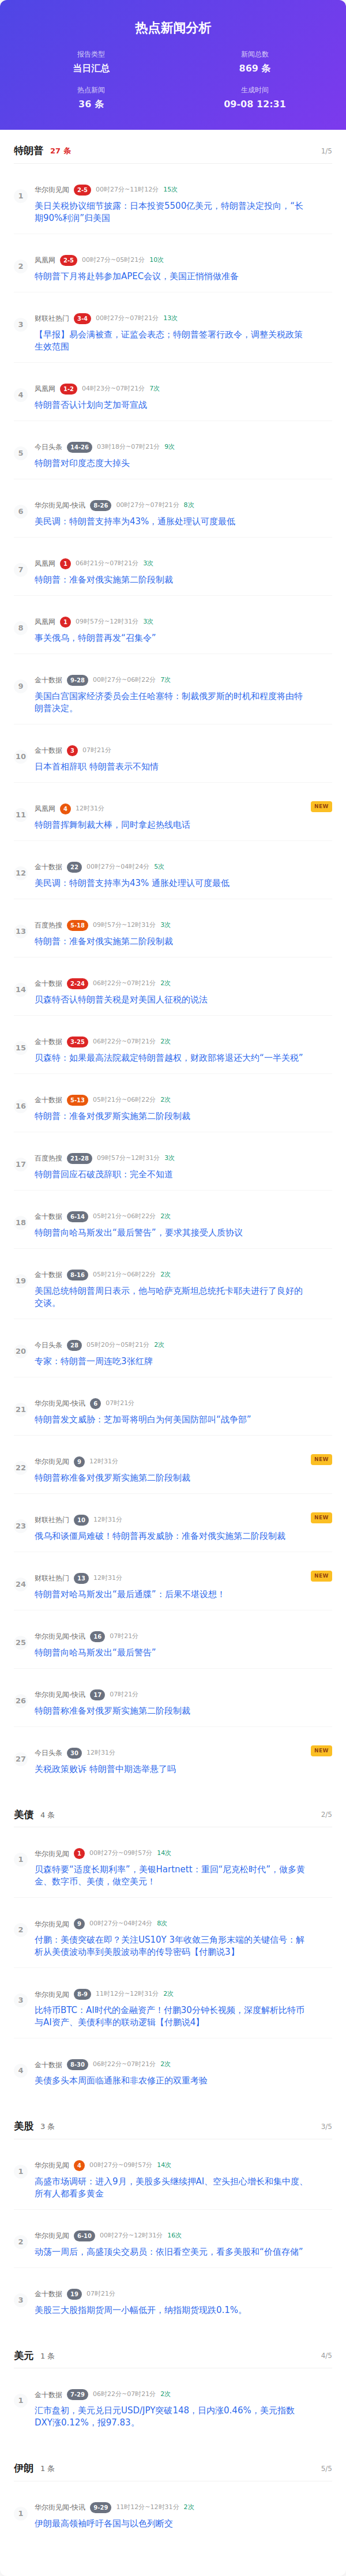 热点新闻分析
报告类型
新闻总数
当日汇总
869 条
热点新闻
生成时间
36 条
09-08 12:31
特朗普 27 条 1/5
1 华尔街见闻 2-5 00时27分~11时12分 15次
美日关税协议细节披露：日本投资5500亿美元，特朗普决定投向，“长
期90%利润”归美国
2 凤凰网 2-5 00时27分~05时21分 10次
特朗普下月将赴韩参加APEC会议，美国正悄悄做准备
3 财联社热门 3-4 00时27分~07时21分 13次
【早报】易会满被查，证监会表态；特朗普签署行政令，调整关税政策
生效范围
4 凤凰网 1-2 04时23分~07时21分 7次
特朗普否认计划向芝加哥宣战
5 今日头条 14-26 03时18分~07时21分 9次
特朗普对印度态度大掉头
6 华尔街见闻-快讯 8-26 00时27分~07时21分 8次
美民调：特朗普支持率为43%，通胀处理认可度最低
7 凤凰网 1 06时21分~07时21分 3次
特朗普：准备对俄实施第二阶段制裁
8 凤凰网 1 09时57分~12时31分 3次
事关俄乌，特朗普再发“召集令”
9 金十数据 9-28 00时27分~06时22分 7次
美国白宫国家经济委员会主任哈塞特：制裁俄罗斯的时机和程度将由特
朗普决定。
10 金十数据 3 07时21分
日本首相辞职 特朗普表示不知情
11 凤凰网 4 12时31分 NEW
特朗普挥舞制裁大棒，同时拿起热线电话
12 金十数据 22 00时27分~04时24分 5次
美民调：特朗普支持率为43% 通胀处理认可度最低
13 百度热搜 5-18 09时57分~12时31分 3次
特朗普：准备对俄实施第二阶段制裁
14 金十数据 2-24 06时22分~07时21分 2次
贝森特否认特朗普关税是对美国人征税的说法
15 金十数据 3-25 06时22分~07时21分 2次
贝森特：如果最高法院裁定特朗普越权，财政部将退还大约“一半关税”
16 金十数据 5-13 05时21分~06时22分 2次
特朗普：准备对俄罗斯实施第二阶段制裁
17 百度热搜 21-28 09时57分~12时31分 3次
特朗普回应石破茂辞职：完全不知道
18 金十数据 6-14 05时21分~06时22分 2次
特朗普向哈马斯发出“最后警告”，要求其接受人质协议
19 金十数据 8-16 05时21分~06时22分 2次
美国总统特朗普周日表示，他与哈萨克斯坦总统托卡耶夫进行了良好的
交谈。
20 今日头条 28 05时20分~05时21分 2次
专家：特朗普一周连吃3张红牌
21 华尔街见闻-快讯 6 07时21分
特朗普发文威胁：芝加哥将明白为何美国防部叫“战争部”
22 华尔街见闻 9 12时31分 NEW
特朗普称准备对俄罗斯实施第二阶段制裁
23 财联社热门 10 12时31分 NEW
俄乌和谈僵局难破！特朗普再发威胁：准备对俄实施第二阶段制裁
24 财联社热门 13 12时31分 NEW
特朗普对哈马斯发出“最后通牒”：后果不堪设想！
25 华尔街见闻-快讯 16 07时21分
特朗普向哈马斯发出“最后警告”
26 华尔街见闻-快讯 17 07时21分
特朗普称准备对俄罗斯实施第二阶段制裁
27 今日头条 30 12时31分 NEW
关税政策败诉 特朗普中期选举悬了吗
美债 4 条 2/5
1 华尔街见闻 1 00时27分~09时57分 14次
贝森特要“适度长期利率”，美银Hartnett：重回“尼克松时代”，做多黄
金、数字币、美债，做空美元！
2 华尔街见闻 9 00时27分~04时24分 8次
付鹏：美债突破在即？关注US10Y 3年收敛三角形末端的关键信号：解
析从美债波动率到美股波动率的传导密码【付鹏说3】
3 华尔街见闻 8-9 11时12分~12时31分 2次
比特币BTC：AI时代的金融资产！付鹏30分钟长视频，深度解析比特币
与AI资产、美债利率的联动逻辑【付鹏说4】
4 金十数据 8-30 06时22分~07时21分 2次
美债多头本周面临通胀和非农修正的双重考验
美股 3 条 3/5
1 华尔街见闻 4 00时27分~09时57分 14次
高盛市场调研：进入9月，美股多头继续押AI、空头担心增长和集中度、
所有人都看多黄金
2 华尔街见闻 6-10 00时27分~12时31分 16次
动荡一周后，高盛顶尖交易员：依旧看空美元，看多美股和“价值存储”
3 金十数据 19 07时21分
美股三大股指期货周一小幅低开，纳指期货现跌0.1%。
美元 1 条 4/5
1 金十数据 7-29 06时22分~07时21分 2次
汇市盘初，美元兑日元USD/JPY突破148，日内涨0.46%，美元指数
DXY涨0.12%，报97.83。
伊朗 1 条 5/5
1 华尔街见闻-快讯 9-29 11时12分~12时31分 2次
伊朗最高领袖呼吁各国与以色列断交